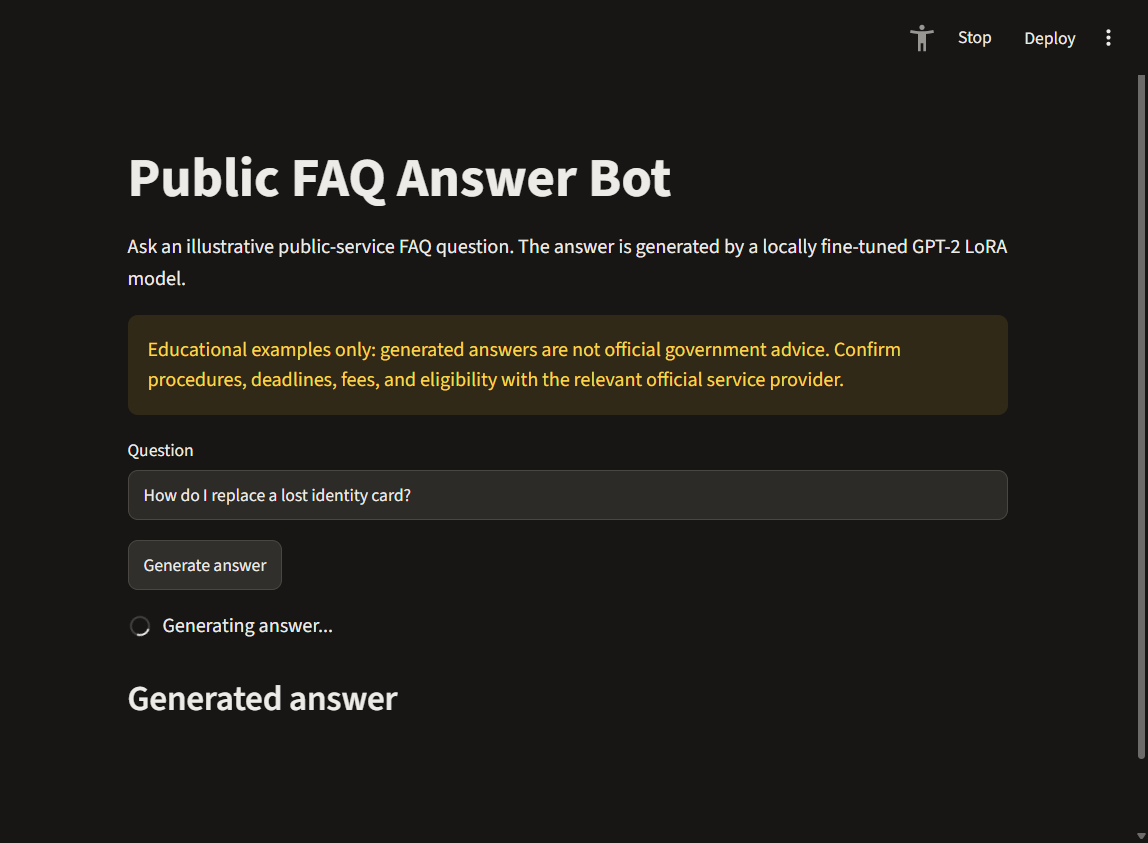 Stop
Deploy
Public FAQ Answer Bot
Ask an illustrative public-service FAQ question. The answer is generated by a locally fine-tuned GPT-2 LoRA
model.
Educational examples only: generated answers are not official government advice. Confirm
procedures, deadlines, fees, and eligibility with the relevant official service provider.
Question
How do I replace a lost identity card?
Generate answer
Generating answer...
Generated answer